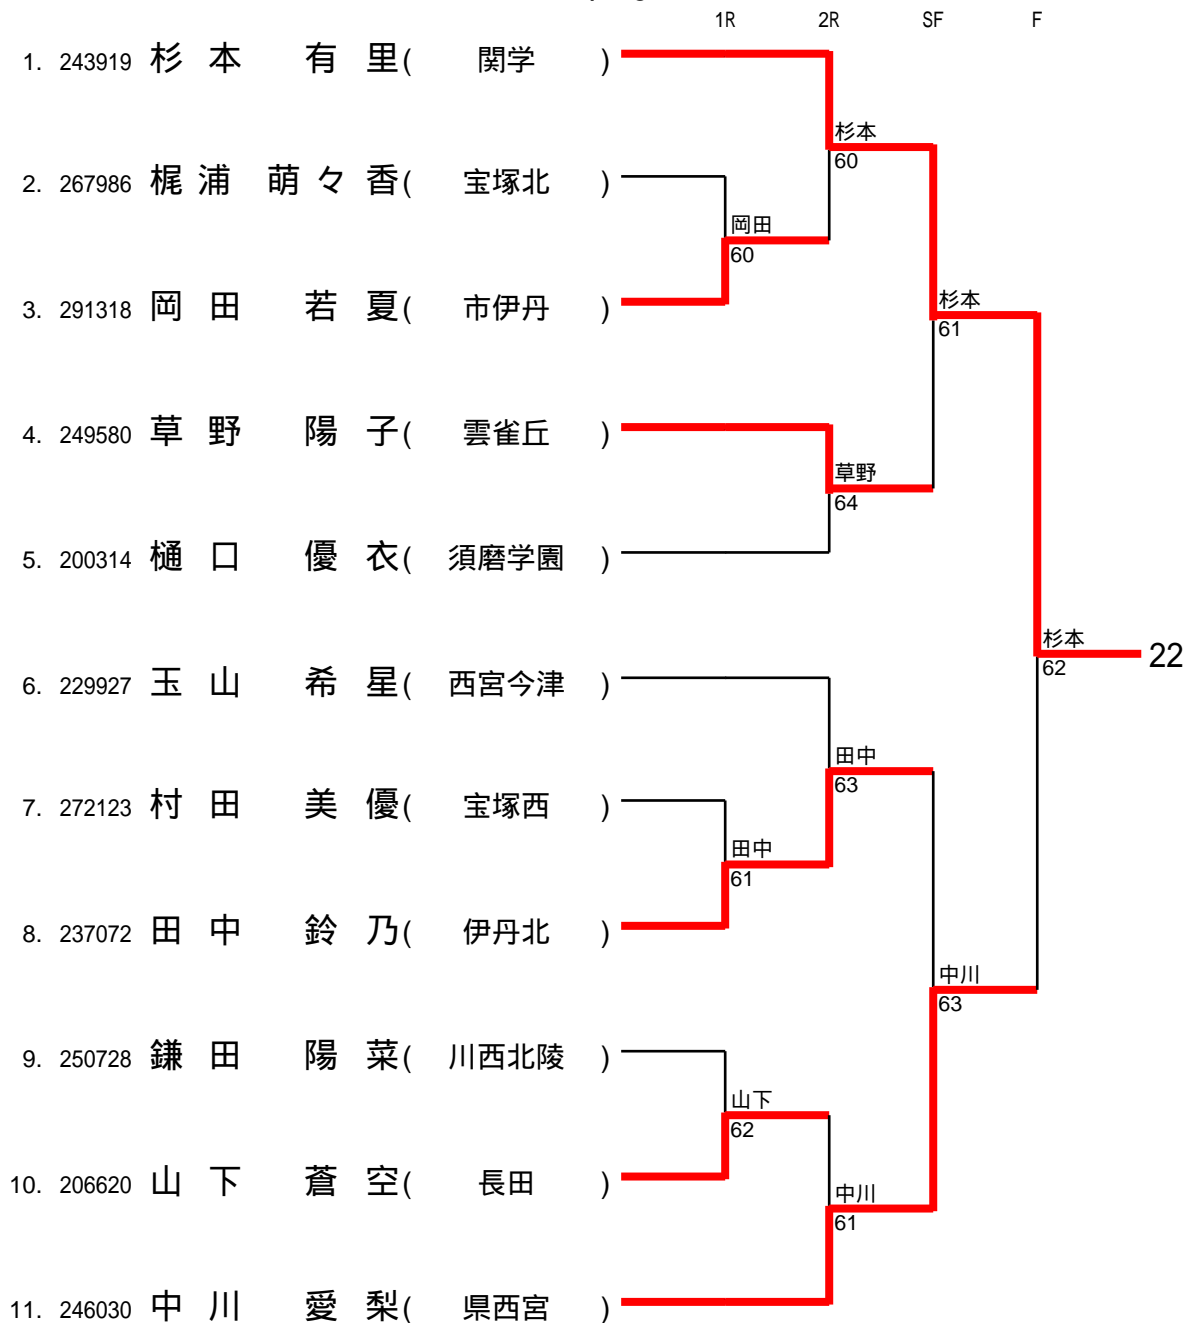 1R 2R SF F
1. 243919 杉本 有里( 関学 )
杉本
60
2. 267986 梶浦 萌々香( 宝塚北 )
岡田
60
3. 291318 岡田 若夏( 市伊丹 )
杉本
61
4. 249580 草野 陽子( 雲雀丘 )
草野
64
5. 200314 樋口 優衣( 須磨学園 )
杉本
62
22
6. 229927 玉山 希星( 西宮今津 )
田中
63
7. 272123 村田 美優( 宝塚西 )
田中
61
8. 237072 田中 鈴乃( 伊丹北 )
中川
63
9. 250728 鎌田 陽菜( 川西北陵 )
山下
62
10. 206620 山下 蒼空( 長田 )
中川
61
11. 246030 中川 愛梨( 県西宮 )